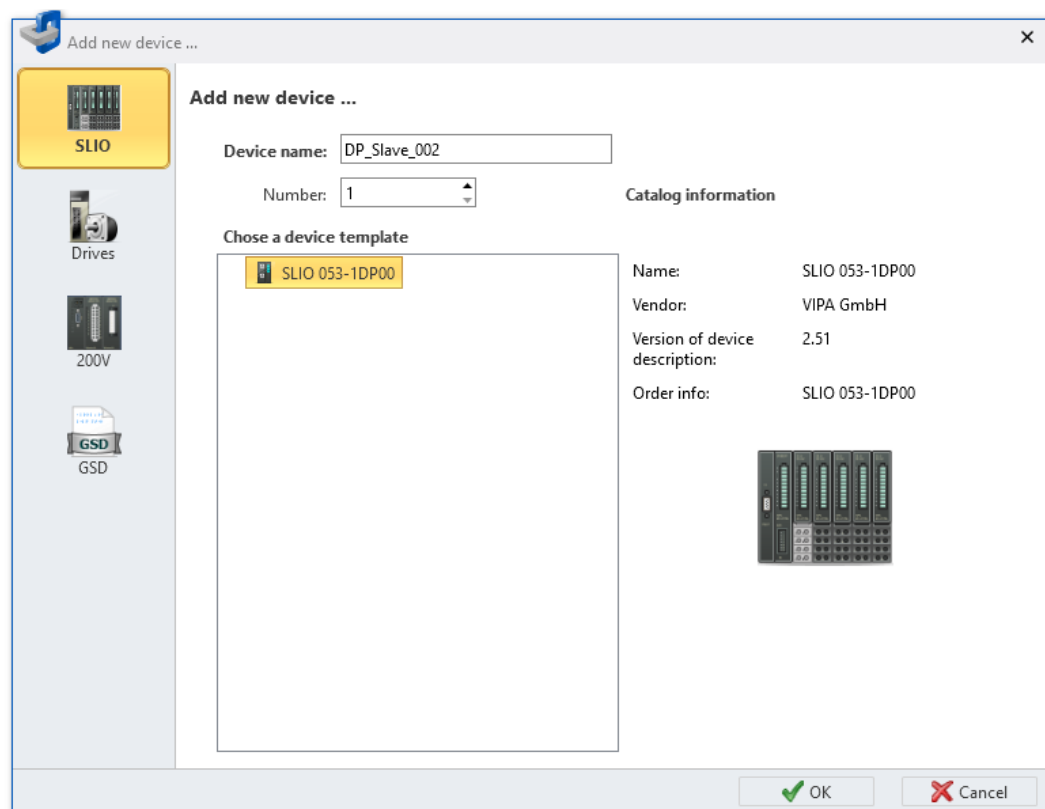 Add new device ...
SLIO
Drives
200V
GSD
GSD
Add new device ...
Device name: DP_Slave_002
Number: 1
Chose a device template
SLIO 053-1DP00
Catalog information
Name: SLIO 053-1DP00
Vendor: VIPA GmbH
Version of device
description: 2.51
Order info: SLIO 053-1DP00
OK
Cancel